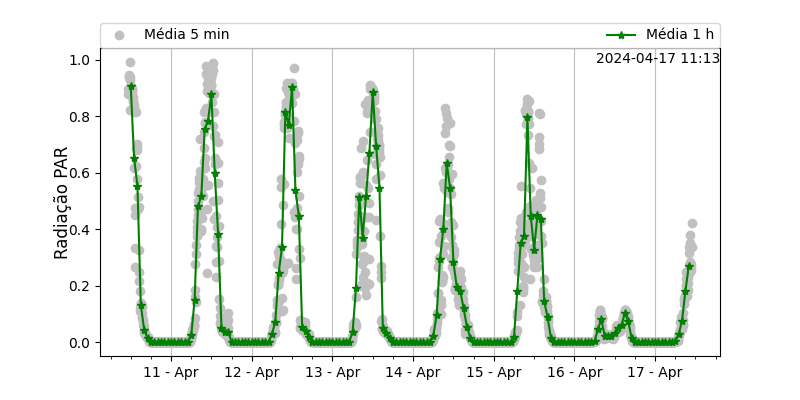 Média 5 min
Média 1 h
2024-04-17 11:13
Radiação PAR
1.0
0.8
0.6
0.4
0.2
0.0
11 - Apr
12 - Apr
13 - Apr
14 - Apr
15 - Apr
16 - Apr
17 - Apr